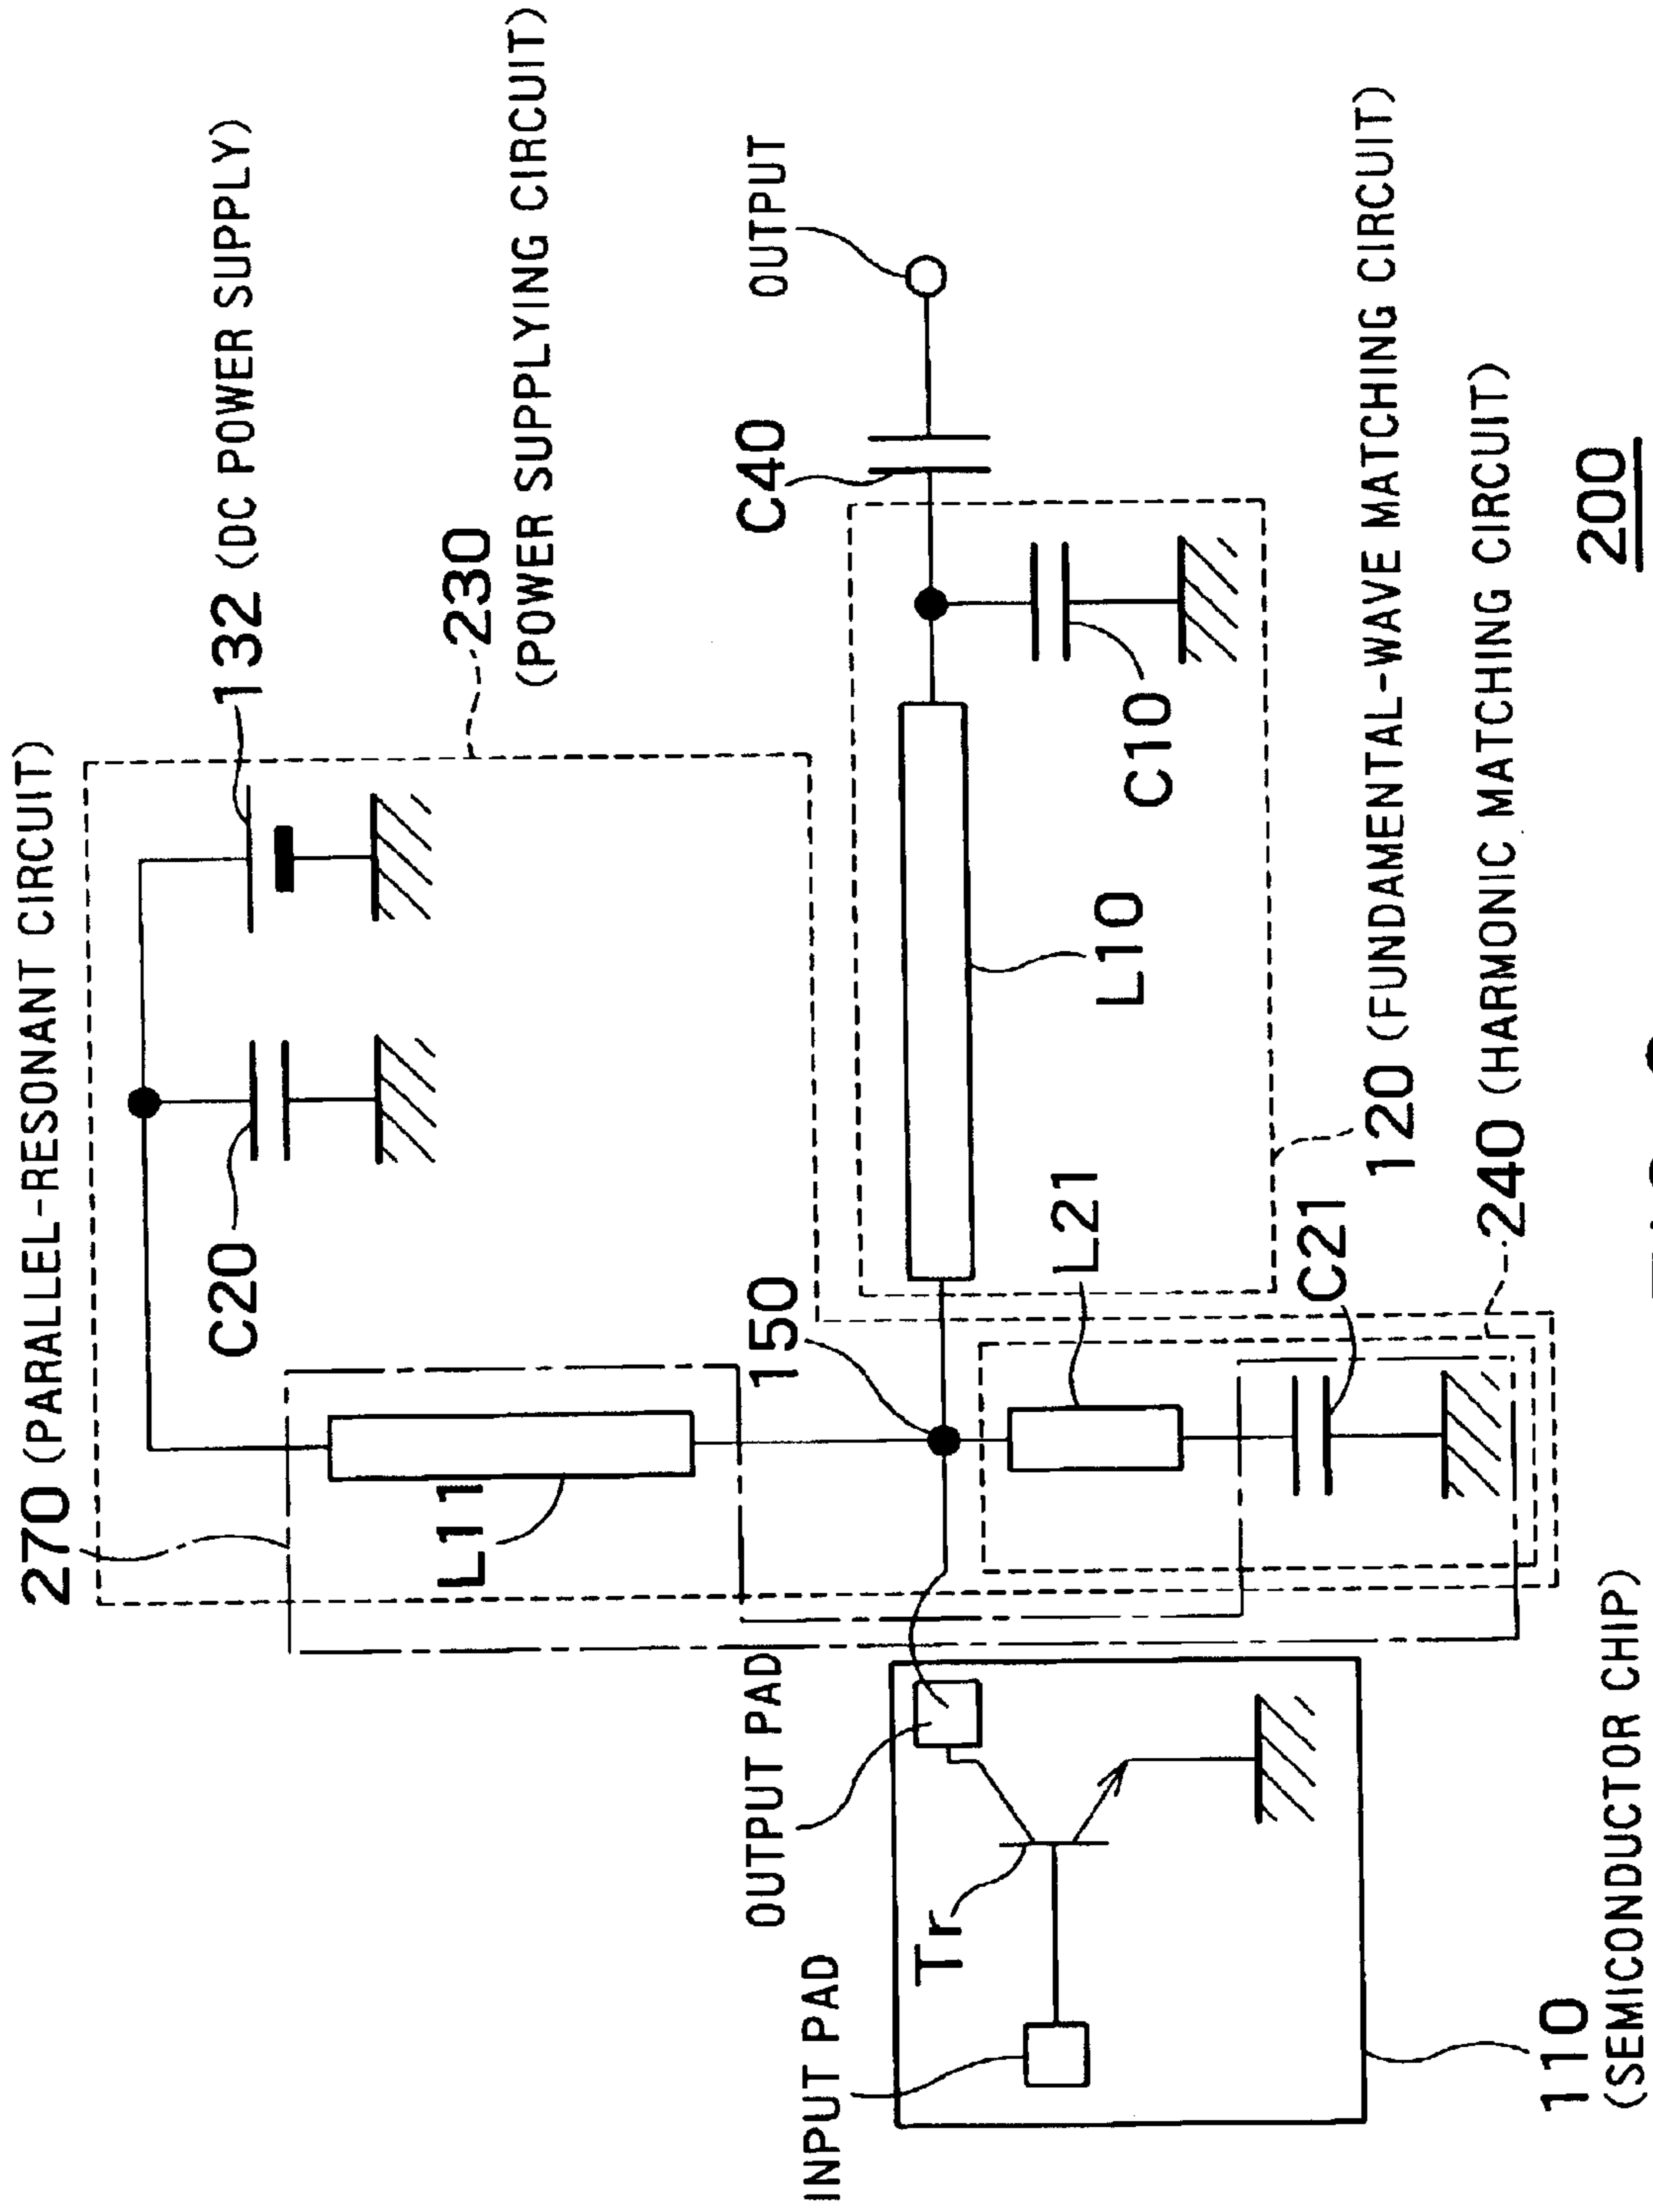 270 (PARALLEL-RESONANT CIRCUIT)
132 (DC POWER SUPPLY)
C20
L11
230
(POWER SUPPLYING CIRCUIT)
150
C40
OUTPUT
OUTPUT PAD
INPUT PAD
Tr
L10
C10
L21
C21
120 (FUNDAMENTAL-WAVE MATCHING CIRCUIT)
240 (HARMONIC MATCHING CIRCUIT)
110
(SEMICONDUCTOR CHIP)
200